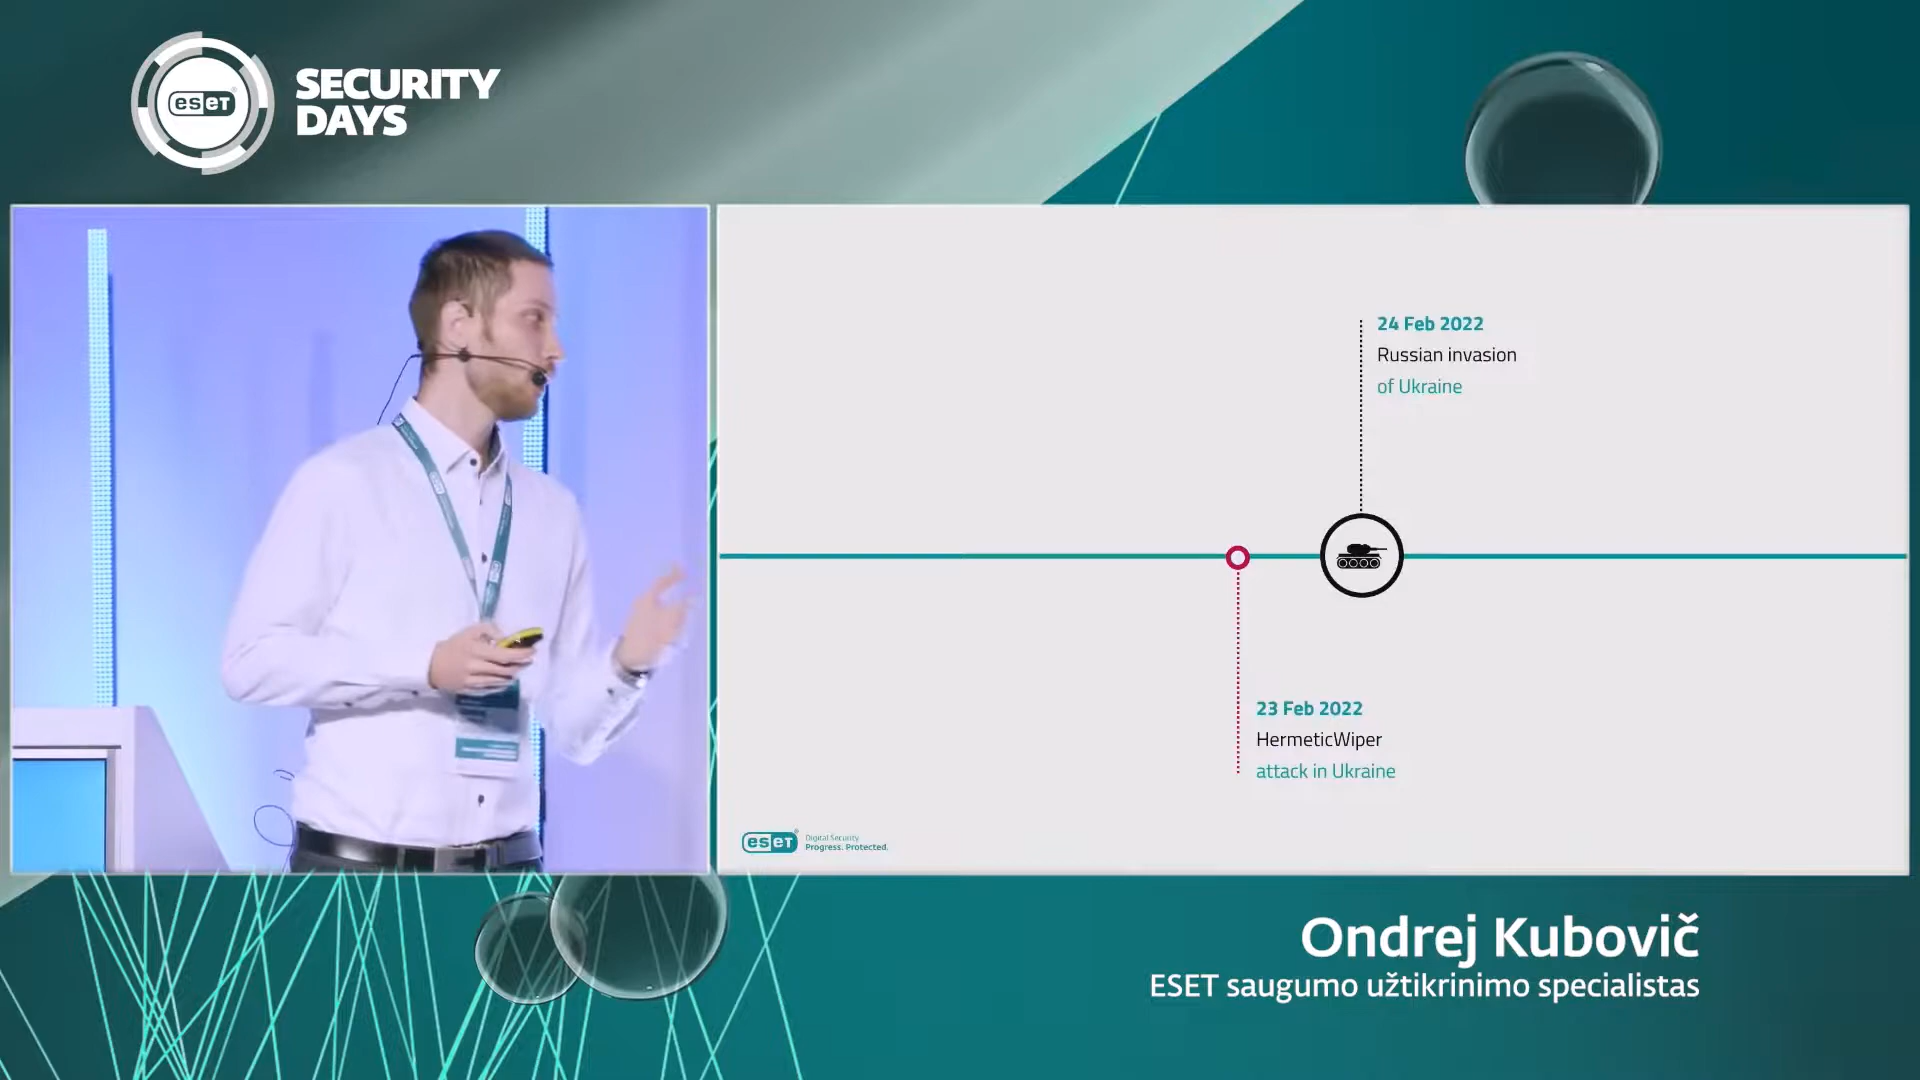 eseT
SECURITY
DAYS
24 Feb 2022
Russian invasion
of Ukraine
23 Feb 2022
HermeticWiper
attack in Ukraine
eseT
Digital Security
Progress. Protected.
Ondrej Kubovič
ESET saugumo užtikrinimo specialistas